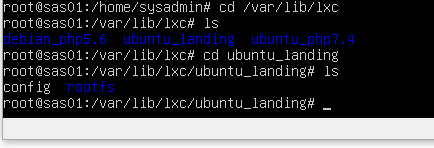 root@sas01:/home/sysadmin# cd /var/lib/lxc
root@sas01:/var/lib/lxc# ls
debian_php5.6 ubuntu_landing ubuntu_php7.4
root@sas01:/var/lib/lxc# cd ubuntu_landing
root@sas01:/var/lib/lxc/ubuntu_landing# ls
config rootfs
root@sas01:/var/lib/lxc/ubuntu_landing# _